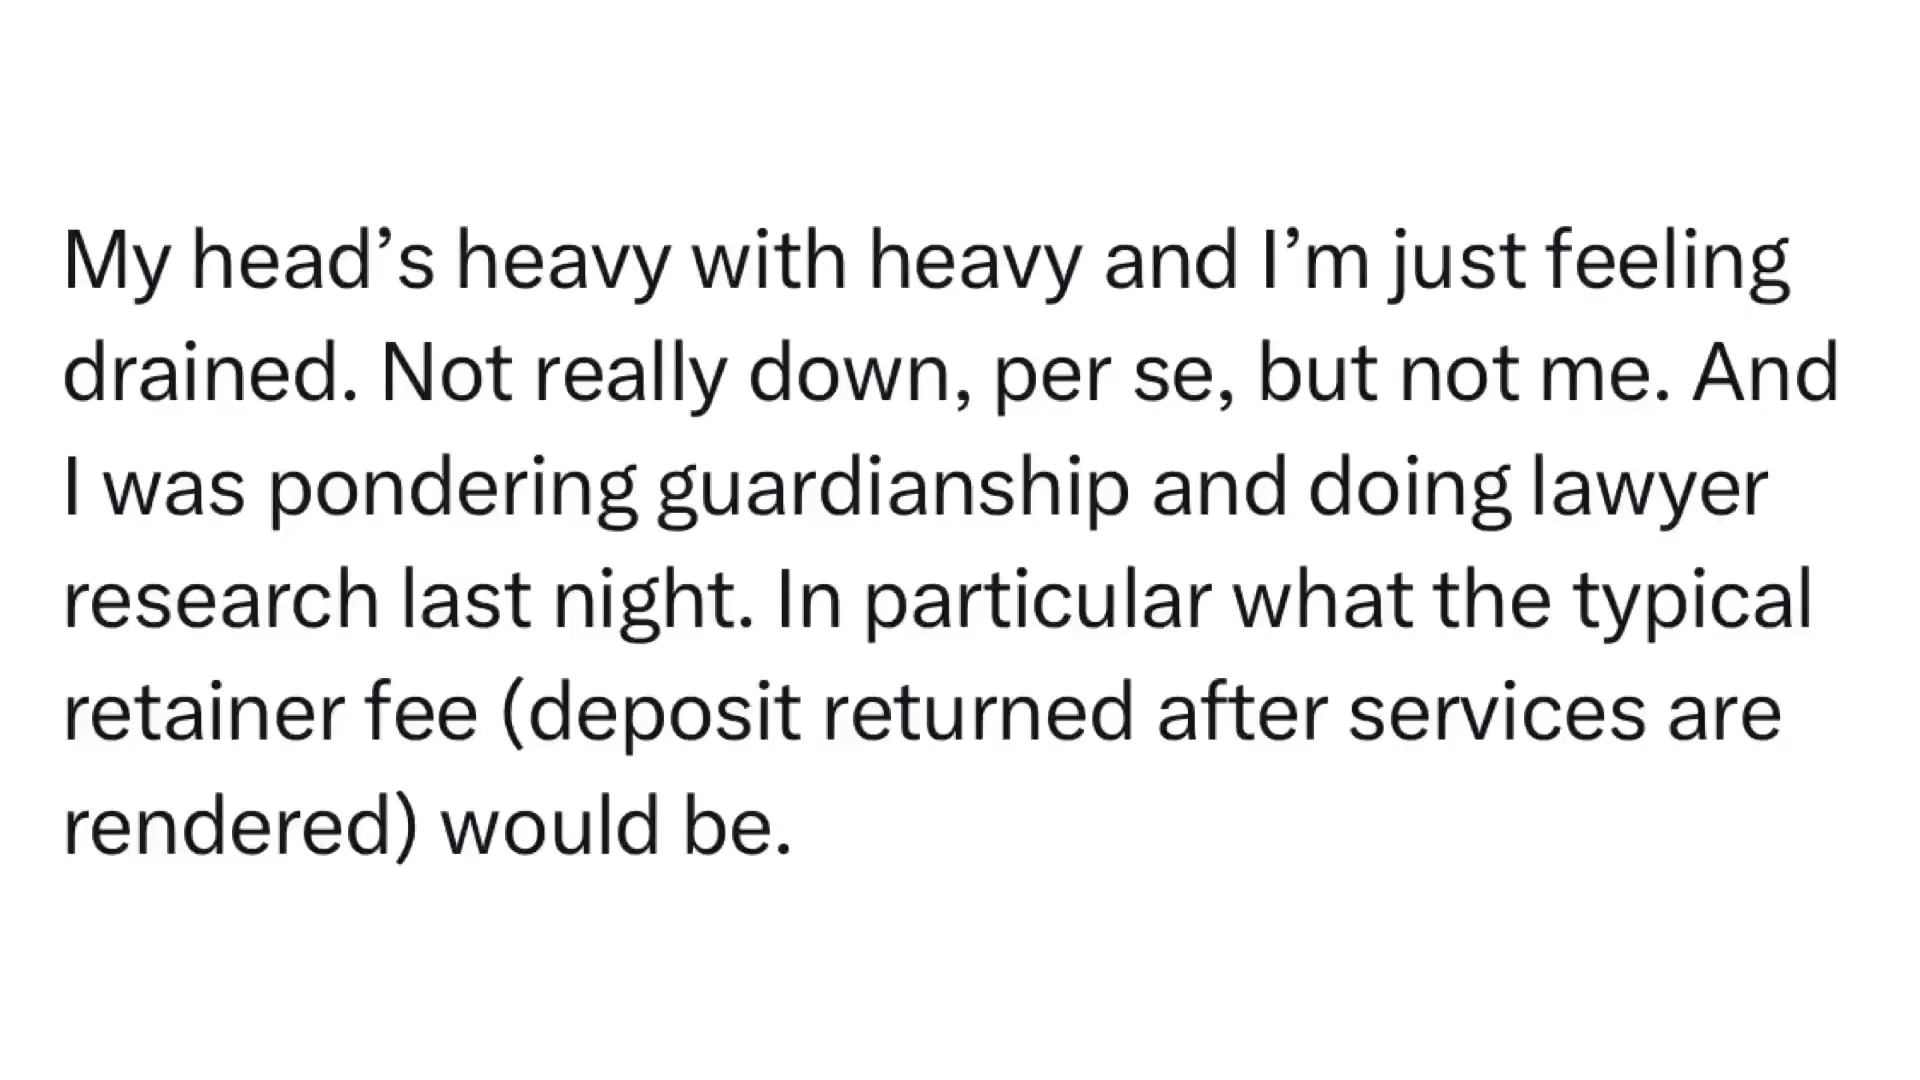 My head’s heavy with heavy and I’m just feeling
drained. Not really down, per se, but not me. And
I was pondering guardianship and doing lawyer
research last night. In particular what the typical
retainer fee (deposit returned after services are
rendered) would be.